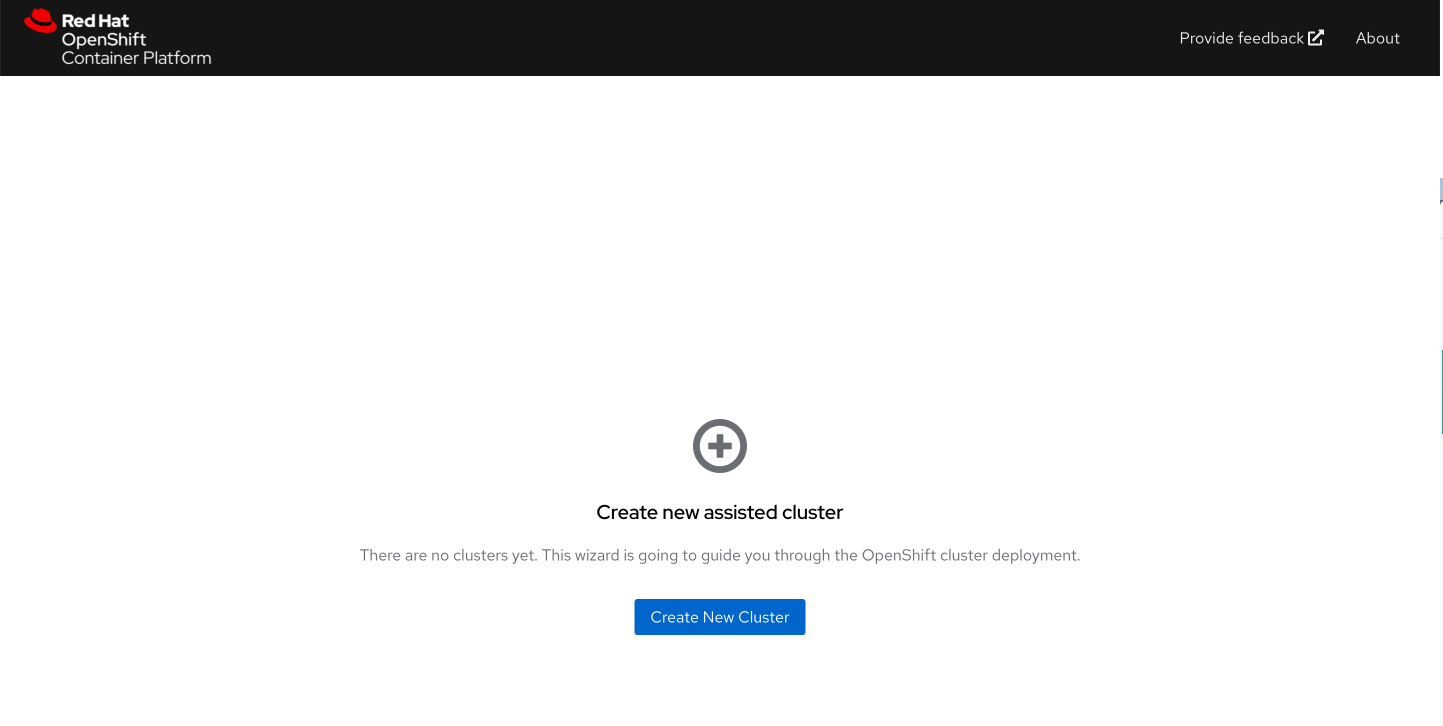 Red Hat
OpenShift
Container Platform
Provide feedback
About
Create new assisted cluster
There are no clusters yet. This wizard is going to guide you through the OpenShift cluster deployment.
Create New Cluster